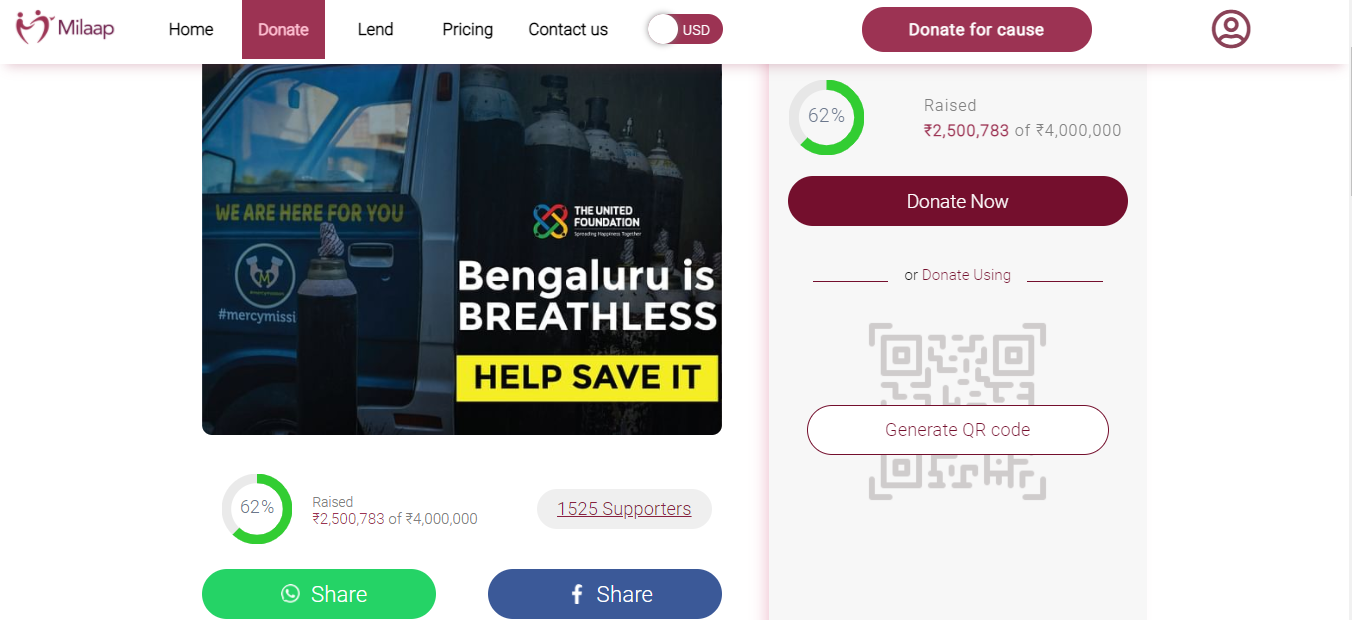 Milaap
Home
Donate
Lend
Pricing
Contact us
USD
Donate for cause
WE ARE HERE FOR YOU
#mercymissi
THE UNITED
FOUNDATION
Spreading Happiness Together
Bengaluru is
BREATHLESS
HELP SAVE IT
62%
Raised
₹2,500,783 of ₹4,000,000
1525 Supporters
Share
Share
62%
Raised
₹2,500,783 of ₹4,000,000
Donate Now
or Donate Using
Generate QR code